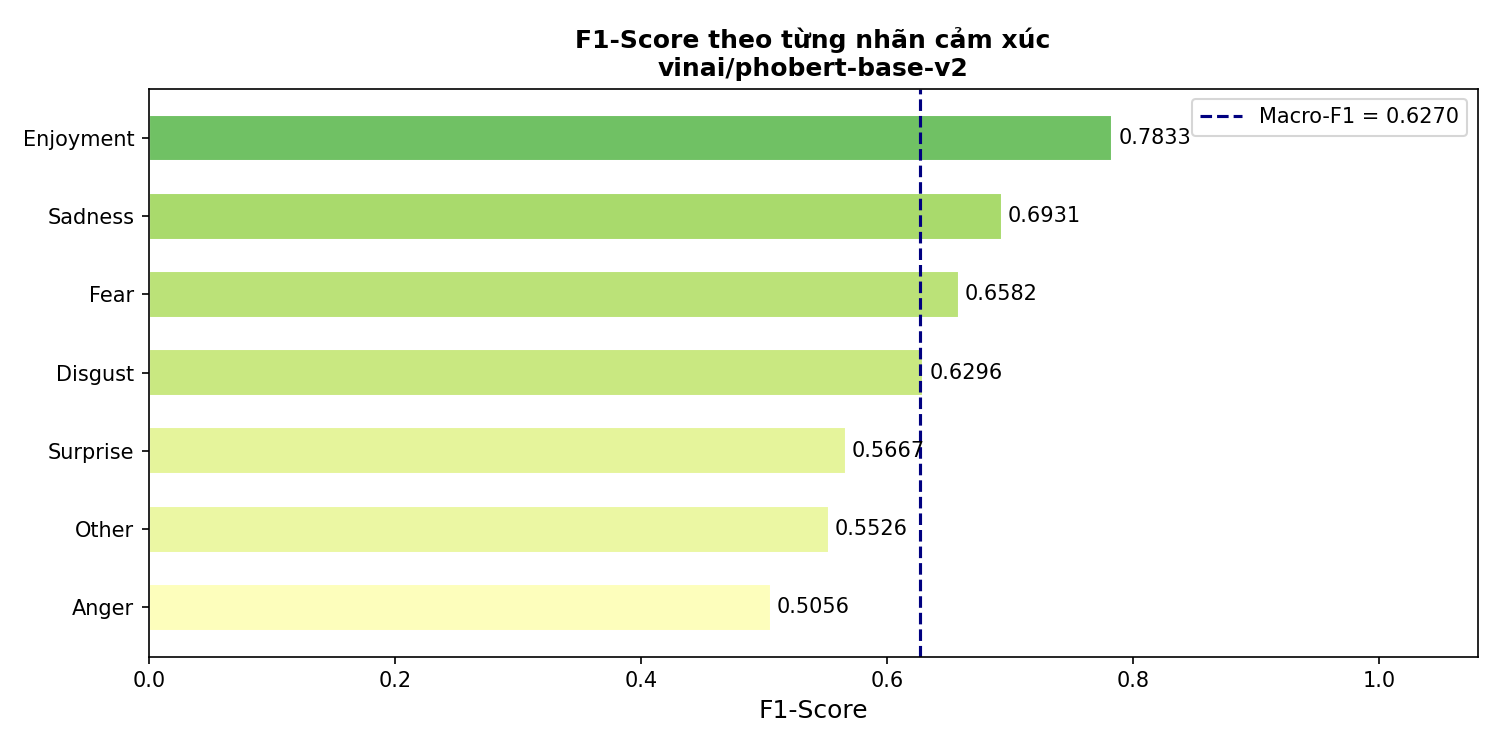 F1-Score theo từng nhãn cảm xúc
vinai/phobert-base-v2
Macro-F1 = 0.6270
Enjoyment 0.7833
Sadness 0.6931
Fear 0.6582
Disgust 0.6296
Surprise 0.5667
Other 0.5526
Anger 0.5056
0.0 0.2 0.4 0.6 0.8 1.0
F1-Score